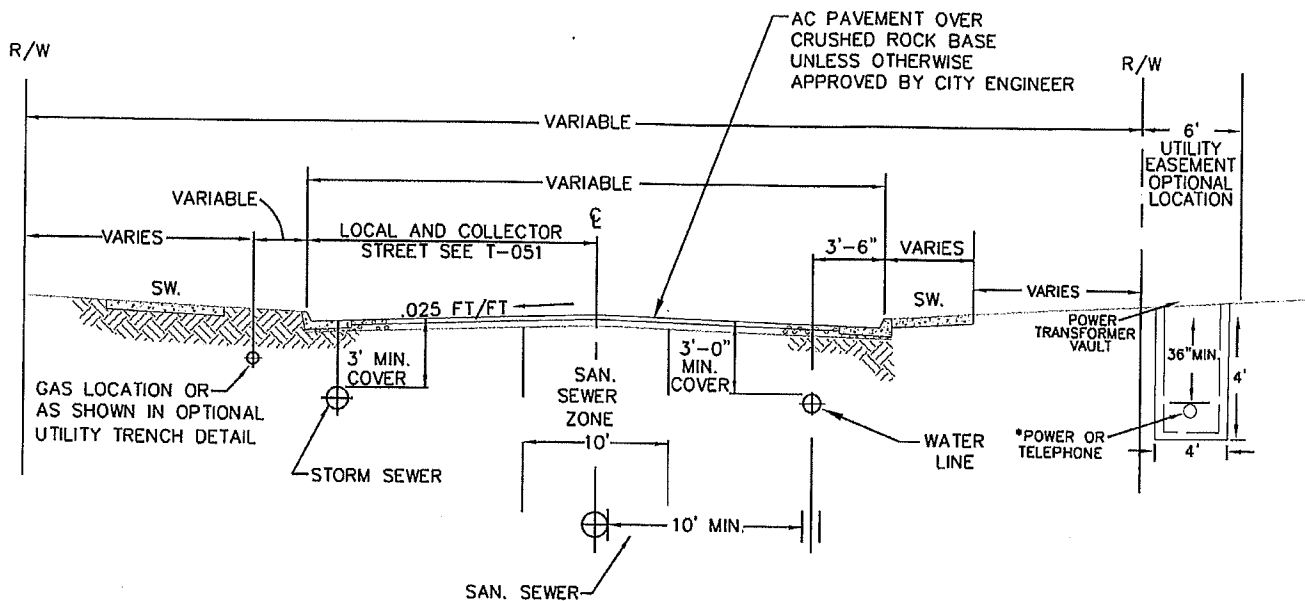 AC PAVEMENT OVER
CRUSHED ROCK BASE
UNLESS OTHERWISE
APPROVED BY CITY ENGINEER
R/W
R/W
VARIABLE
6'
UTILITY
EASEMENT
OPTIONAL
LOCATION
VARIABLE
VARIABLE
℄
VARIES
LOCAL AND COLLECTOR
STREET SEE T-051
3'-6"
VARIES
SW.
.025 FT/FT
SW.
VARIES
POWER
TRANSFORMER
VAULT
3' MIN.
COVER
SAN.
SEWER
ZONE
10'
3'-0"
MIN.
COVER
36"MIN.
4'
GAS LOCATION OR
AS SHOWN IN OPTIONAL
UTILITY TRENCH DETAIL
STORM SEWER
WATER
LINE
*POWER OR
TELEPHONE
4'
10' MIN.
SAN. SEWER